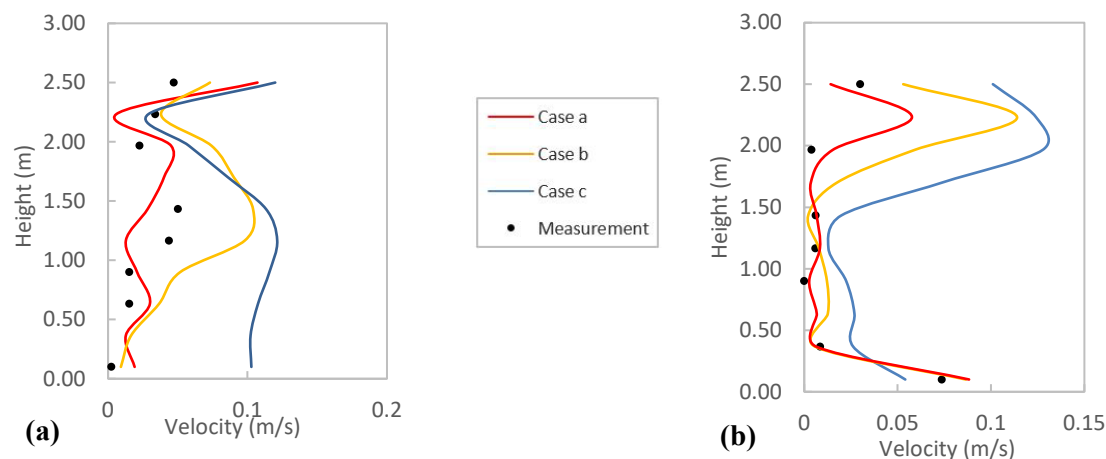 3.00
2.50
2.00
1.50
1.00
0.50
0.00
Height (m)
0
0.1
0.2
Velocity (m/s)
(a)
Case a
Case b
Case c
Measurement
3.00
2.50
2.00
1.50
1.00
0.50
0.00
Height (m)
0
0.05
0.1
0.15
Velocity (m/s)
(b)